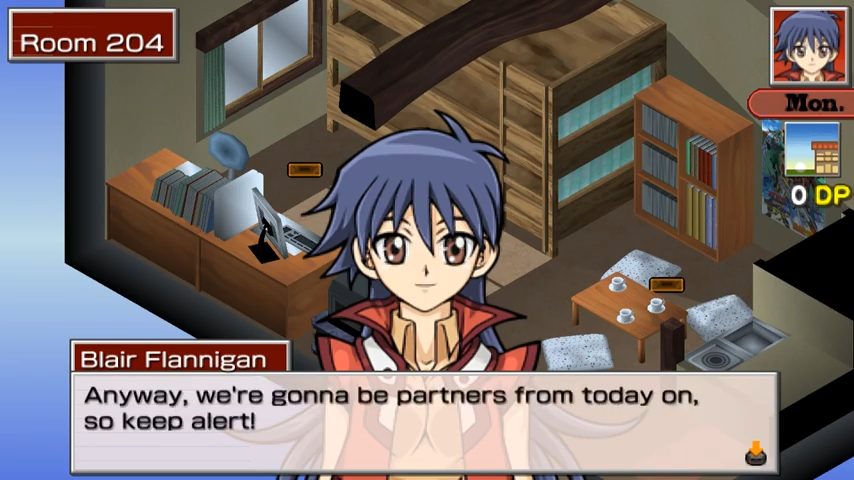 Room 204
Mon.
0 DP
Blair Flannigan
Anyway, we're gonna be partners from today on,
so keep alert!